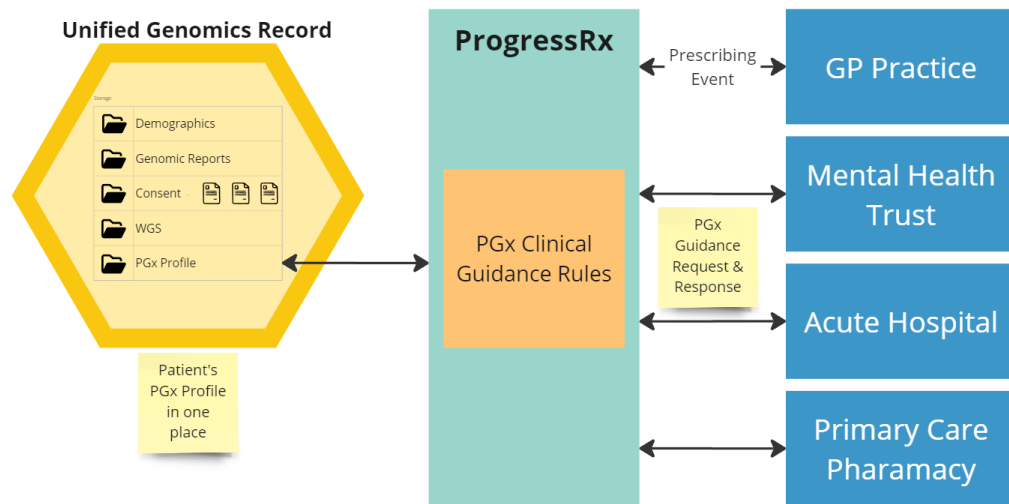 Unified Genomics Record
Storage
Demographics
Genomic Reports
Consent
WGS
PGx Profile
Patient's
PGx Profile
in one
place
ProgressRx
PGx Clinical
Guidance Rules
Prescribing
Event
PGx
Guidance
Request &
Response
GP Practice
Mental Health
Trust
Acute Hospital
Primary Care
Pharamacy